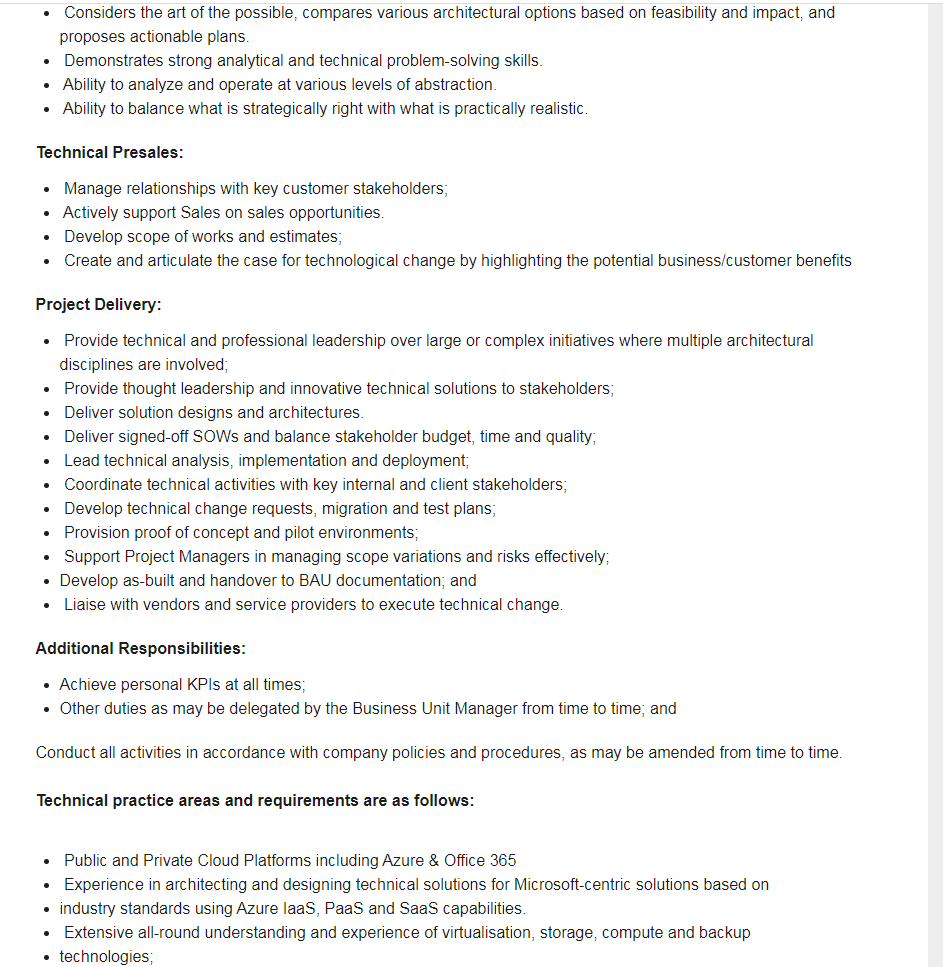 • Considers the art of the possible, compares various architectural options based on feasibility and impact, and
proposes actionable plans.
• Demonstrates strong analytical and technical problem-solving skills.
• Ability to analyze and operate at various levels of abstraction.
• Ability to balance what is strategically right with what is practically realistic.
Technical Presales:
• Manage relationships with key customer stakeholders;
• Actively support Sales on sales opportunities.
• Develop scope of works and estimates;
• Create and articulate the case for technological change by highlighting the potential business/customer benefits
Project Delivery:
• Provide technical and professional leadership over large or complex initiatives where multiple architectural
disciplines are involved;
• Provide thought leadership and innovative technical solutions to stakeholders;
• Deliver solution designs and architectures.
• Deliver signed-off SOWs and balance stakeholder budget, time and quality;
• Lead technical analysis, implementation and deployment;
• Coordinate technical activities with key internal and client stakeholders;
• Develop technical change requests, migration and test plans;
• Provision proof of concept and pilot environments;
• Support Project Managers in managing scope variations and risks effectively;
• Develop as-built and handover to BAU documentation; and
• Liaise with vendors and service providers to execute technical change.
Additional Responsibilities:
• Achieve personal KPIs at all times;
• Other duties as may be delegated by the Business Unit Manager from time to time; and
Conduct all activities in accordance with company policies and procedures, as may be amended from time to time.
Technical practice areas and requirements are as follows:
• Public and Private Cloud Platforms including Azure & Office 365
• Experience in architecting and designing technical solutions for Microsoft-centric solutions based on
• industry standards using Azure IaaS, PaaS and SaaS capabilities.
• Extensive all-round understanding and experience of virtualisation, storage, compute and backup
• technologies;